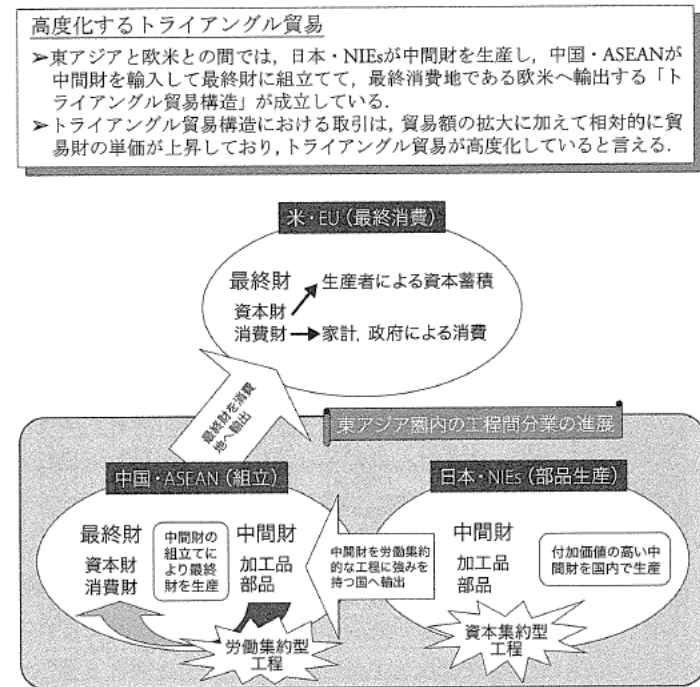 高度化するトライアングル貿易
➢東アジアと欧米との間では，日本・NIEsが中間財を生産し，中国・ASEANが
中間財を輸入して最終財に組立てて，最終消費地である欧米へ輸出する「ト
ライアングル貿易構造」が成立している．
➢トライアングル貿易構造における取引は，貿易額の拡大に加えて相対的に貿
易財の単価が上昇しており，トライアングル貿易が高度化していると言える．
米・EU（最終消費）
最終財
資本財
生産者による資本蓄積
消費財
家計，政府による消費
最終財を消費
地へ輸出
東アジア圏内の工程間分業の進展
中国・ASEAN（組立）
最終財
資本財
消費財
中間財の
組立てに
より最終
財を生産
中間財
加工品
部品
労働集約型
工程
中間財を労働集約
的な工程に強みを
持つ国へ輸出
日本・NIEs（部品生産）
中間財
加工品
部品
付加価値の高い中
間財を国内で生産
資本集約型
工程